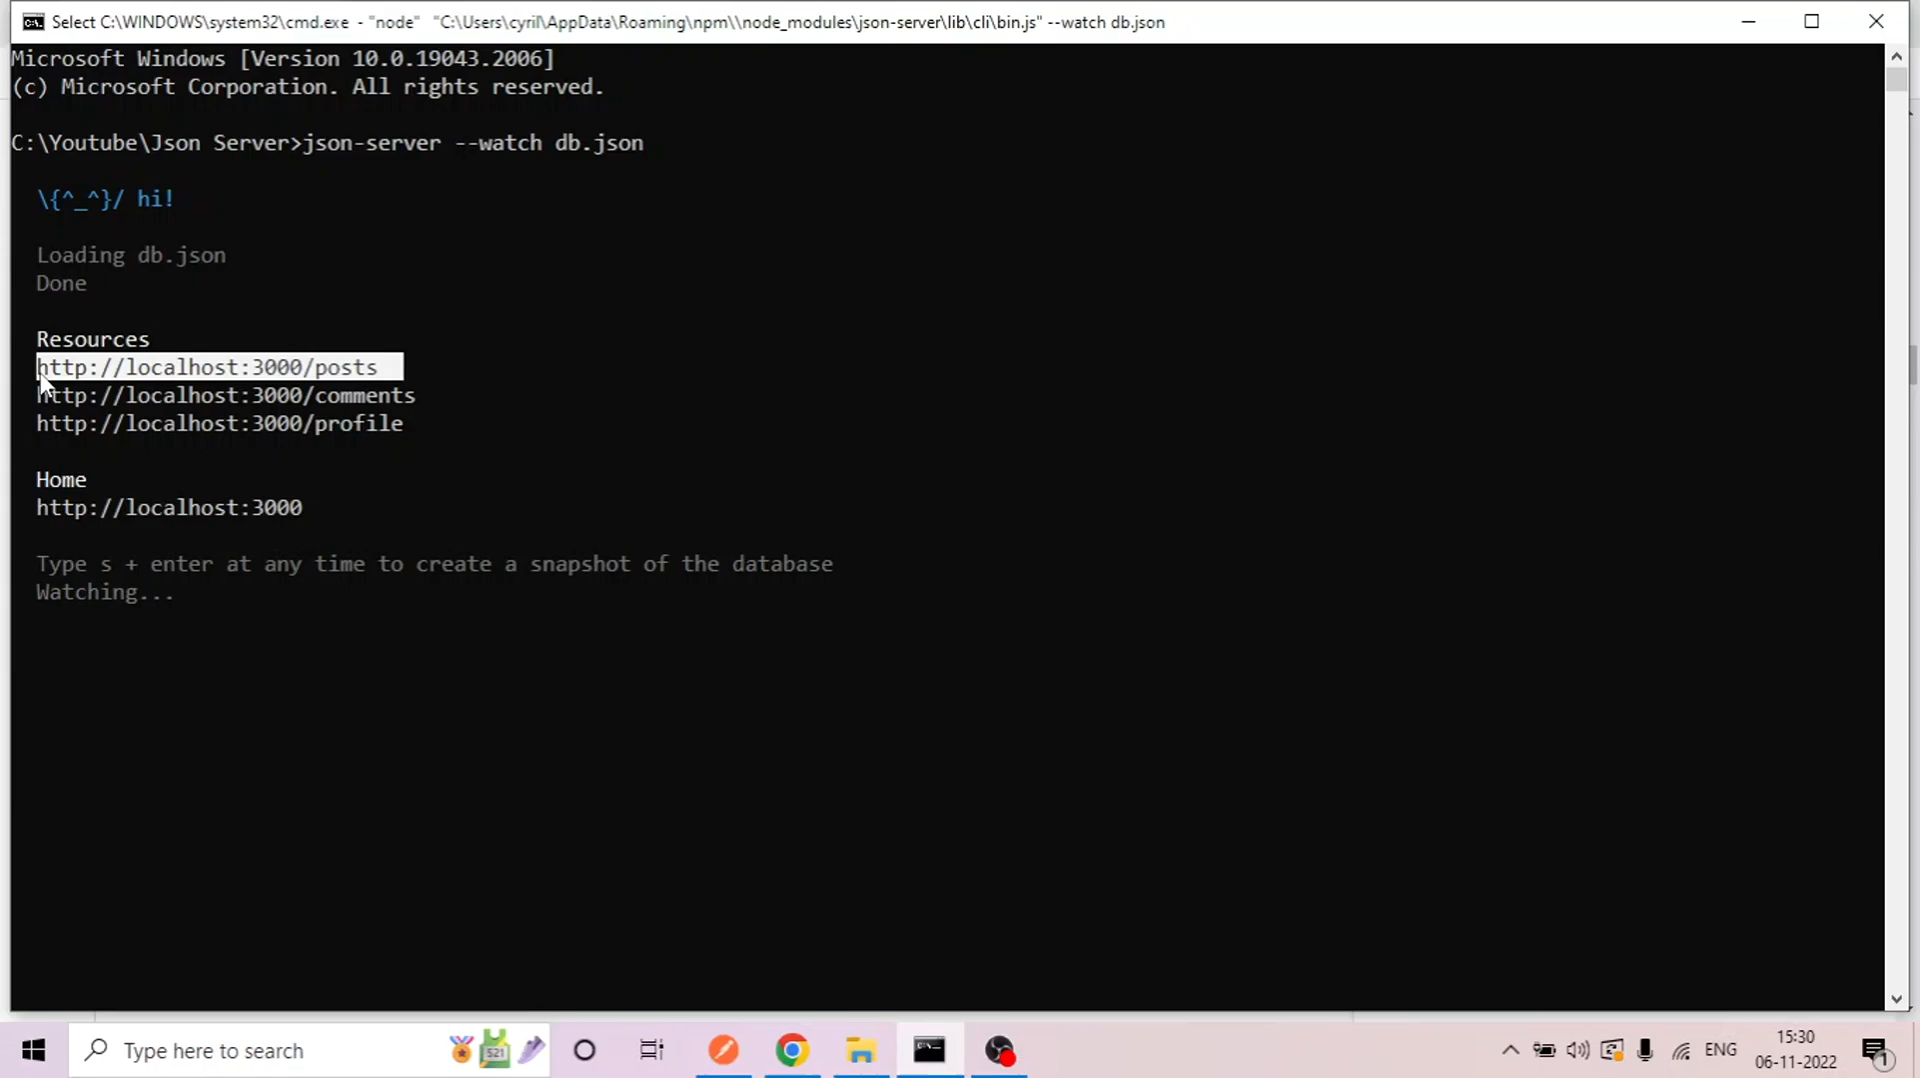 Select C:\WINDOWS\system32\cmd.exe - "node" "C:\Users\cyril\AppData\Roaming\npm\\node_modules\json-server\lib\cli\bin.js" --watch db.json
Microsoft Windows [Version 10.0.19043.2006]
(c) Microsoft Corporation. All rights reserved.
C:\Youtube\Json Server>json-server --watch db.json
\{^_^}/ hi!
Loading db.json
Done
Resources
http://localhost:3000/posts
http://localhost:3000/comments
http://localhost:3000/profile
Home
http://localhost:3000
Type s + enter at any time to create a snapshot of the database
Watching...
Type here to search
521
ENG
15:30
06-11-2022
1